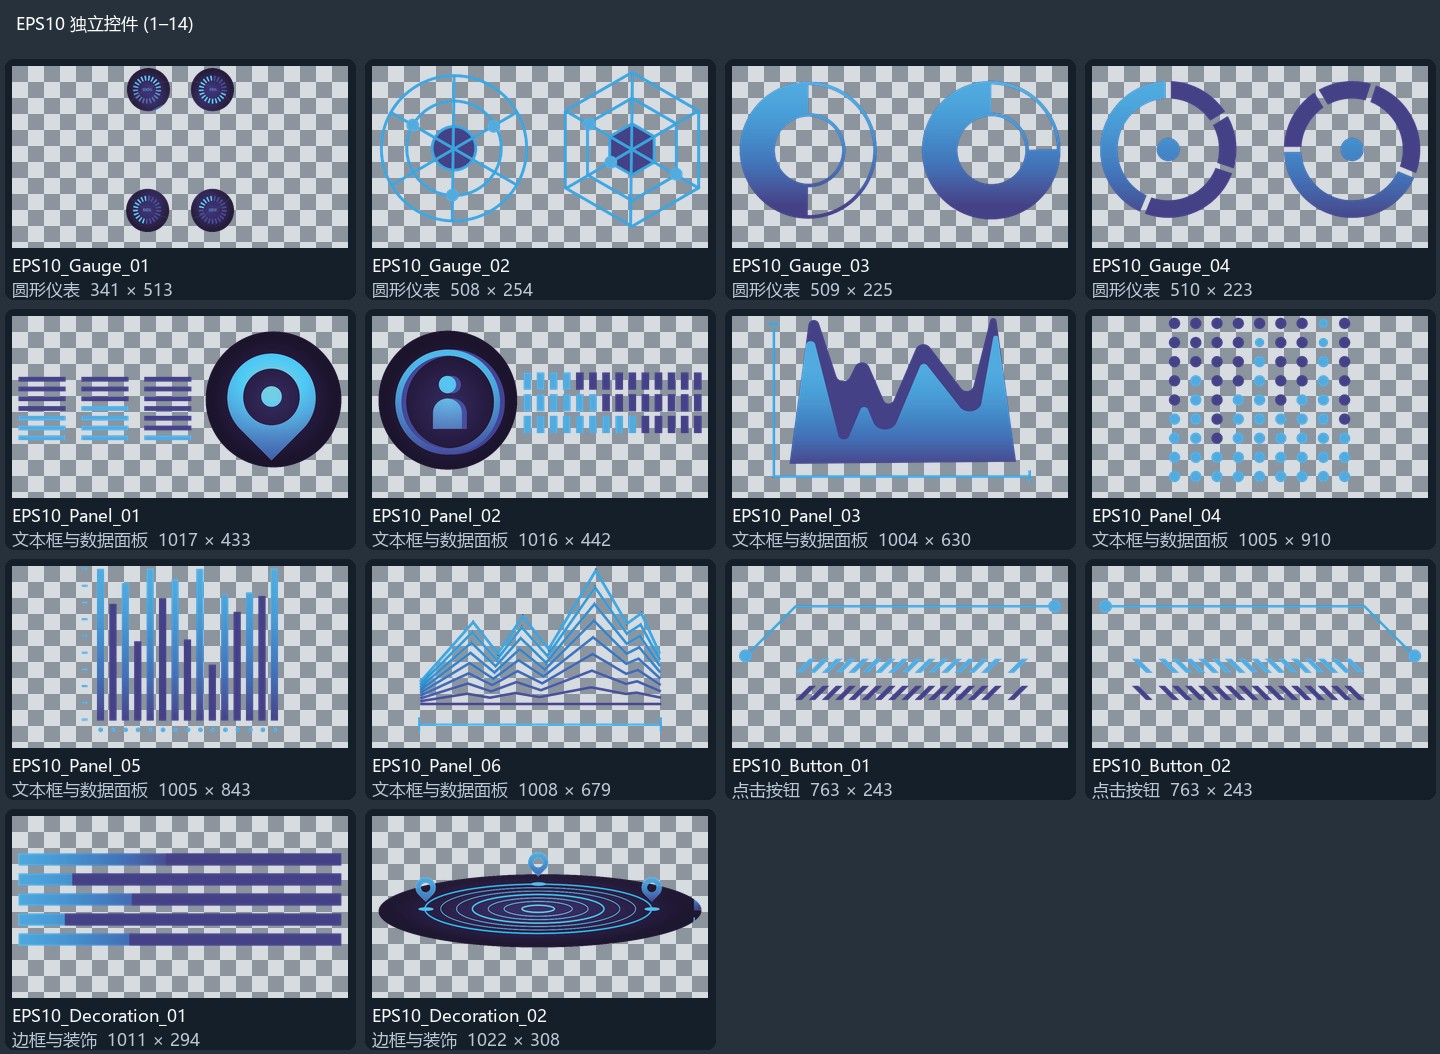 EPS10 独立控件 (1–14)
EPS10_Gauge_01
圆形仪表 341 × 513
EPS10_Gauge_02
圆形仪表 508 × 254
EPS10_Gauge_03
圆形仪表 509 × 225
EPS10_Gauge_04
圆形仪表 510 × 223
EPS10_Panel_01
文本框与数据面板 1017 × 433
EPS10_Panel_02
文本框与数据面板 1016 × 442
EPS10_Panel_03
文本框与数据面板 1004 × 630
EPS10_Panel_04
文本框与数据面板 1005 × 910
EPS10_Panel_05
文本框与数据面板 1005 × 843
EPS10_Panel_06
文本框与数据面板 1008 × 679
EPS10_Button_01
点击按钮 763 × 243
EPS10_Button_02
点击按钮 763 × 243
EPS10_Decoration_01
边框与装饰 1011 × 294
EPS10_Decoration_02
边框与装饰 1022 × 308